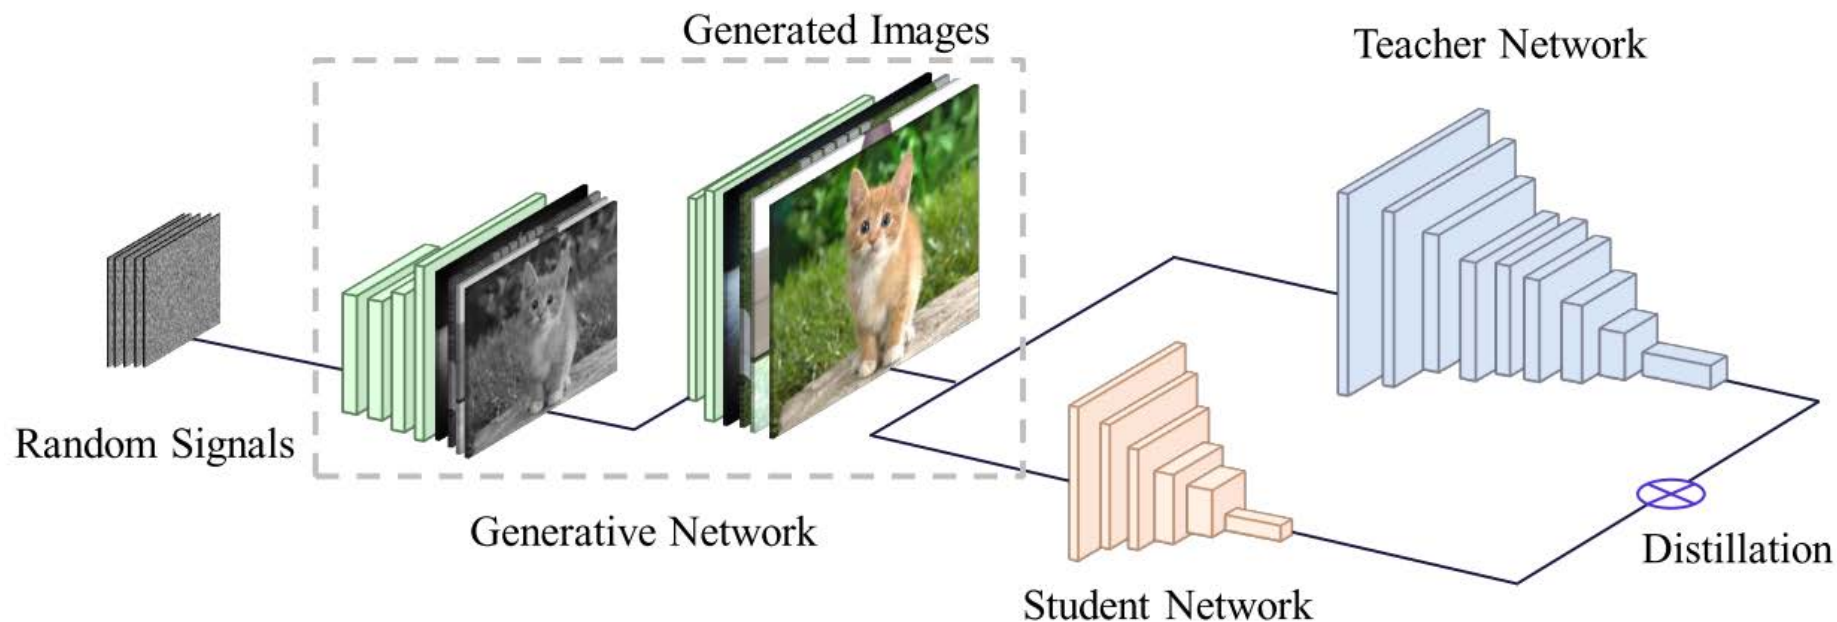 Generated Images
Teacher Network
Random Signals
Generative Network
Distillation
Student Network